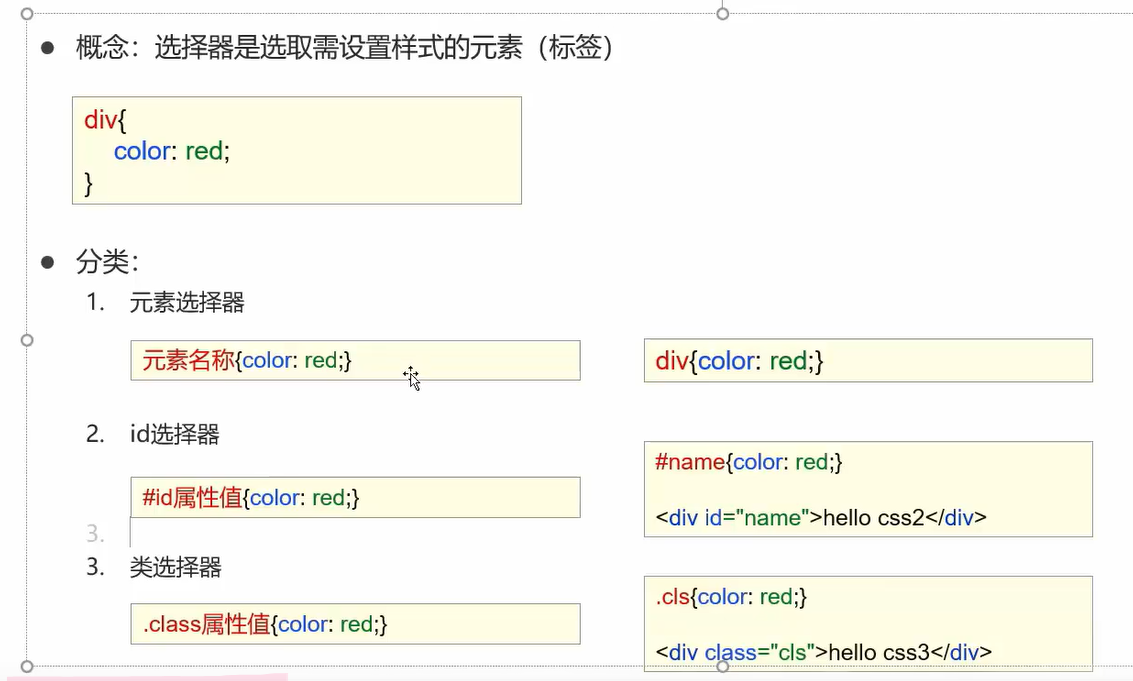 ● 概念：选择器是选取需设置样式的元素（标签）
div{
color: red;
}
● 分类：
1. 元素选择器
元素名称{color: red;}
div{color: red;}
2. id选择器
#id属性值{color: red;}
#name{color: red;}
<div id="name">hello css2</div>
3.
3. 类选择器
.class属性值{color: red;}
.cls{color: red;}
<div class="cls">hello css3</div>